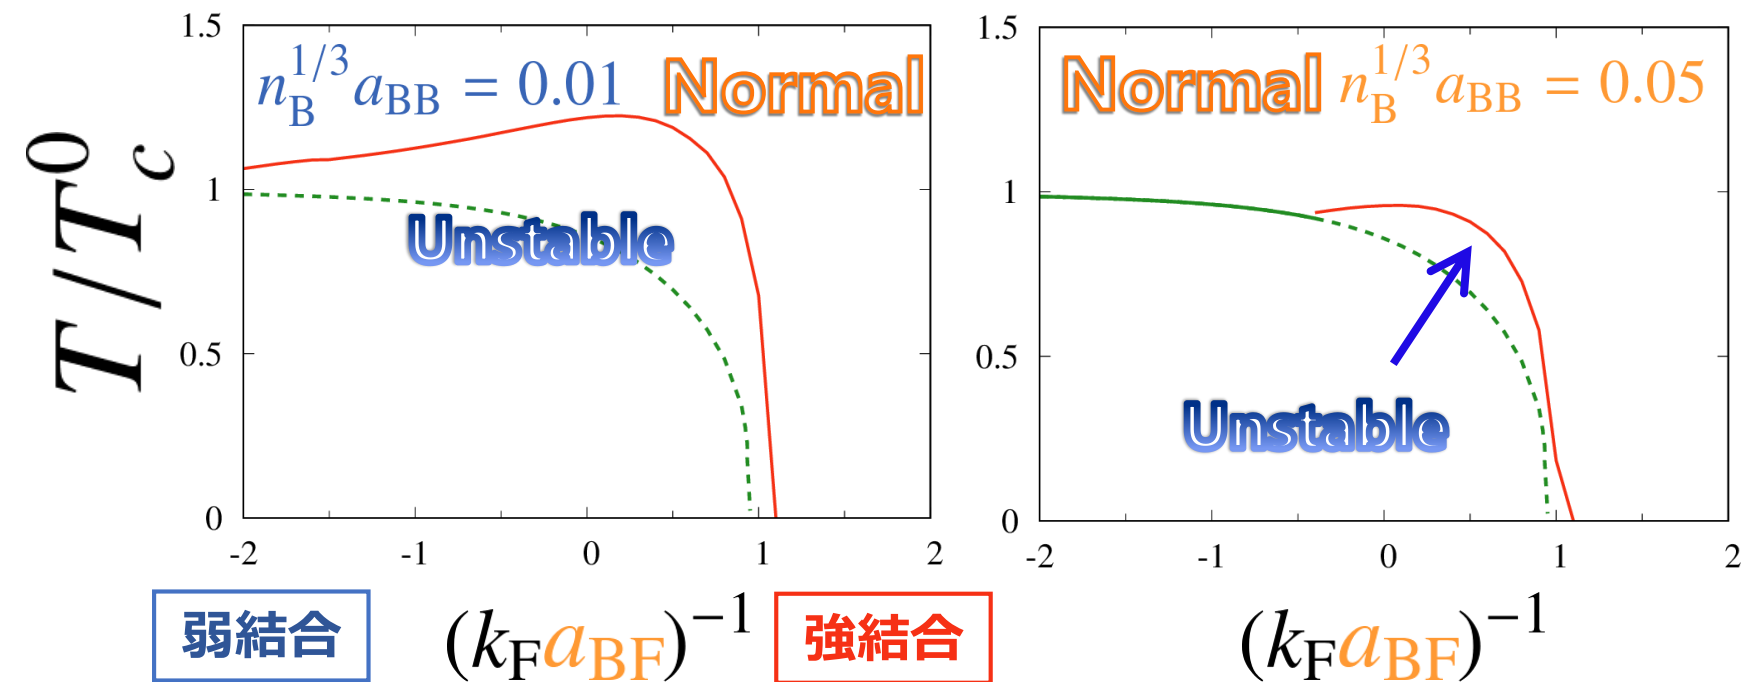 1.5
n_B^{1/3} a_BB = 0.01
Normal
1
Unstable
0.5
0
-2 -1 0 1 2
T/T_c^0
弱結合
(k_F a_BF)^{−1}
強結合
1.5
Normal
n_B^{1/3} a_BB = 0.05
1
0.5
Unstable
0
-2 -1 0 1 2
(k_F a_BF)^{−1}